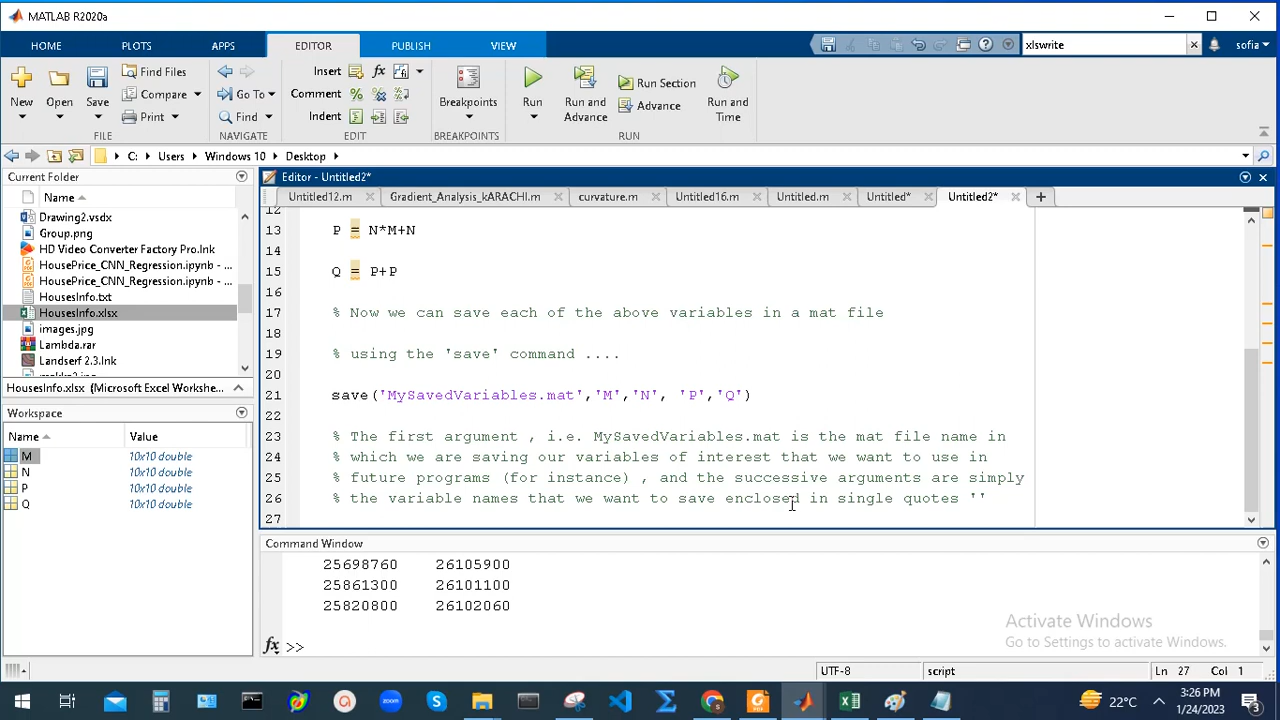 MATLAB R2020a
HOME PLOTS APPS EDITOR PUBLISH VIEW xlswrite sofia
New Open Save Find Files Compare Print Go To Find Insert fx Comment Indent Breakpoints Run Run and Advance Run Section Advance Run and Time
FILE NAVIGATE EDIT BREAKPOINTS RUN
C: Users Windows 10 Desktop
Current Folder
Name
Drawing2.vsdx
Group.png
HD Video Converter Factory Pro.lnk
HousePrice_CNN_Regression.ipynb - ...
HousePrice_CNN_Regression.ipynb - ...
HousesInfo.txt
HousesInfo.xlsx
images.jpg
Lambda.rar
Landserf 2.3.lnk
HousesInfo.xlsx (Microsoft Excel Workshe...
Workspace
Name Value
M 10x10 double
N 10x10 double
P 10x10 double
Q 10x10 double
Editor - Untitled2*
Untitled12.m Gradient_Analysis_kARACHI.m curvature.m Untitled16.m Untitled.m Untitled* Untitled2*
12
13 P = N*M+N
14
15 Q = P+P
16
17 % Now we can save each of the above variables in a mat file
18
19 % using the 'save' command ....
20
21 save('MySavedVariables.mat','M','N', 'P','Q')
22
23 % The first argument , i.e. MySavedVariables.mat is the mat file name in
24 % which we are saving our variables of interest that we want to use in
25 % future programs (for instance) , and the successive arguments are simply
26 % the variable names that we want to save enclosed in single quotes ''
27
Command Window
25698760 26105900
25861300 26101100
25820800 26102060
fx >>
Activate Windows
Go to Settings to activate Windows.
UTF-8 script Ln 27 Col 1
zoom 22°C 3:26 PM
1/24/2023 3